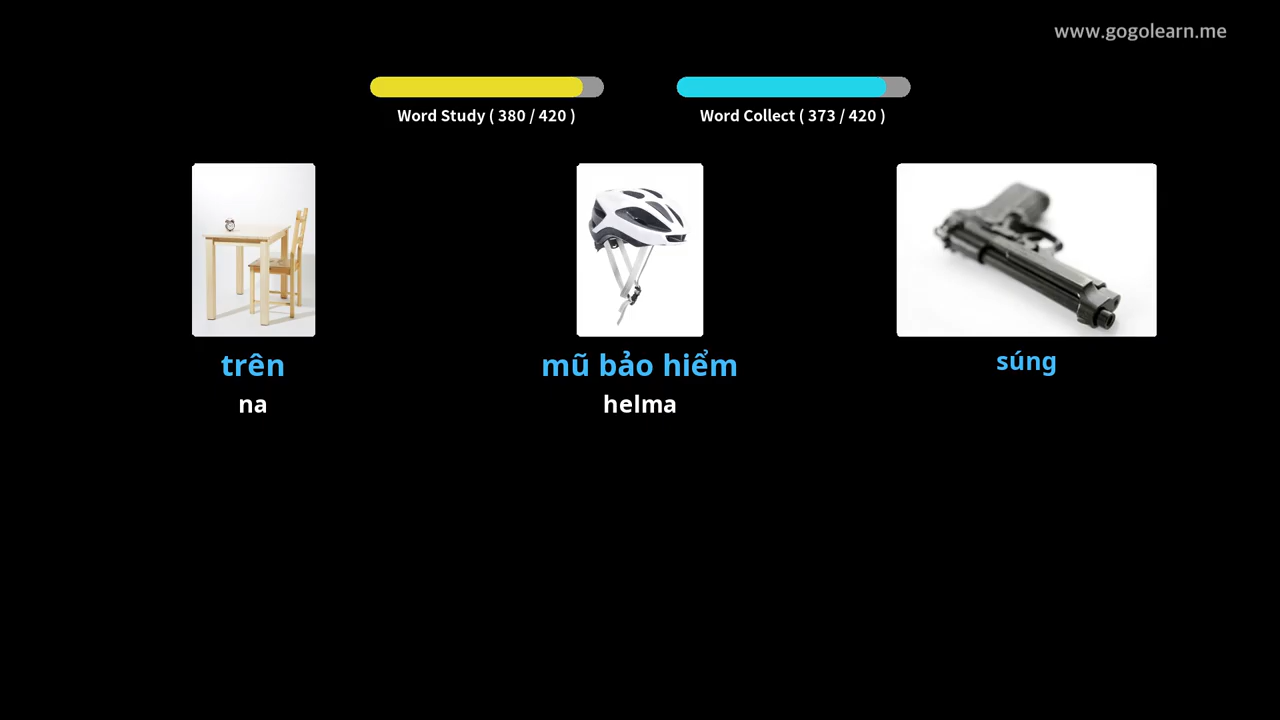 www.gogolearn.me
Word Study ( 380 / 420 )
Word Collect ( 373 / 420 )
trên
na
mũ bảo hiểm
helma
súng